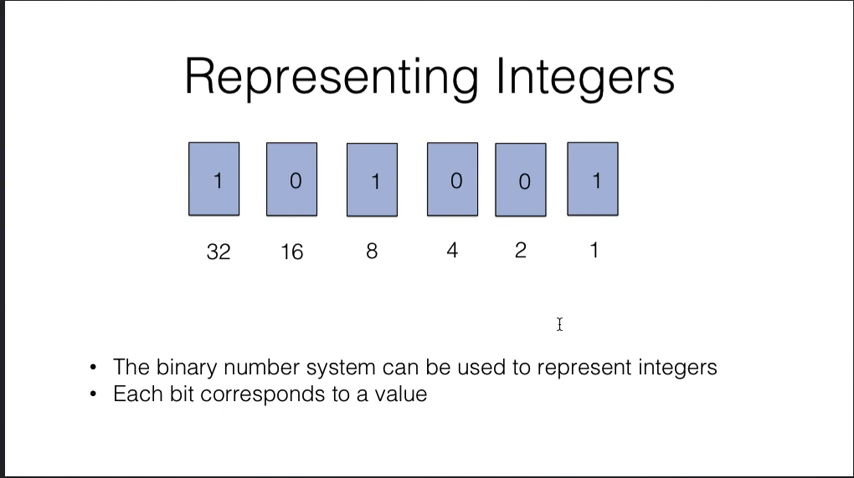 Representing Integers
1 0 1 0 0 1
32 16 8 4 2 1
• The binary number system can be used to represent integers
• Each bit corresponds to a value